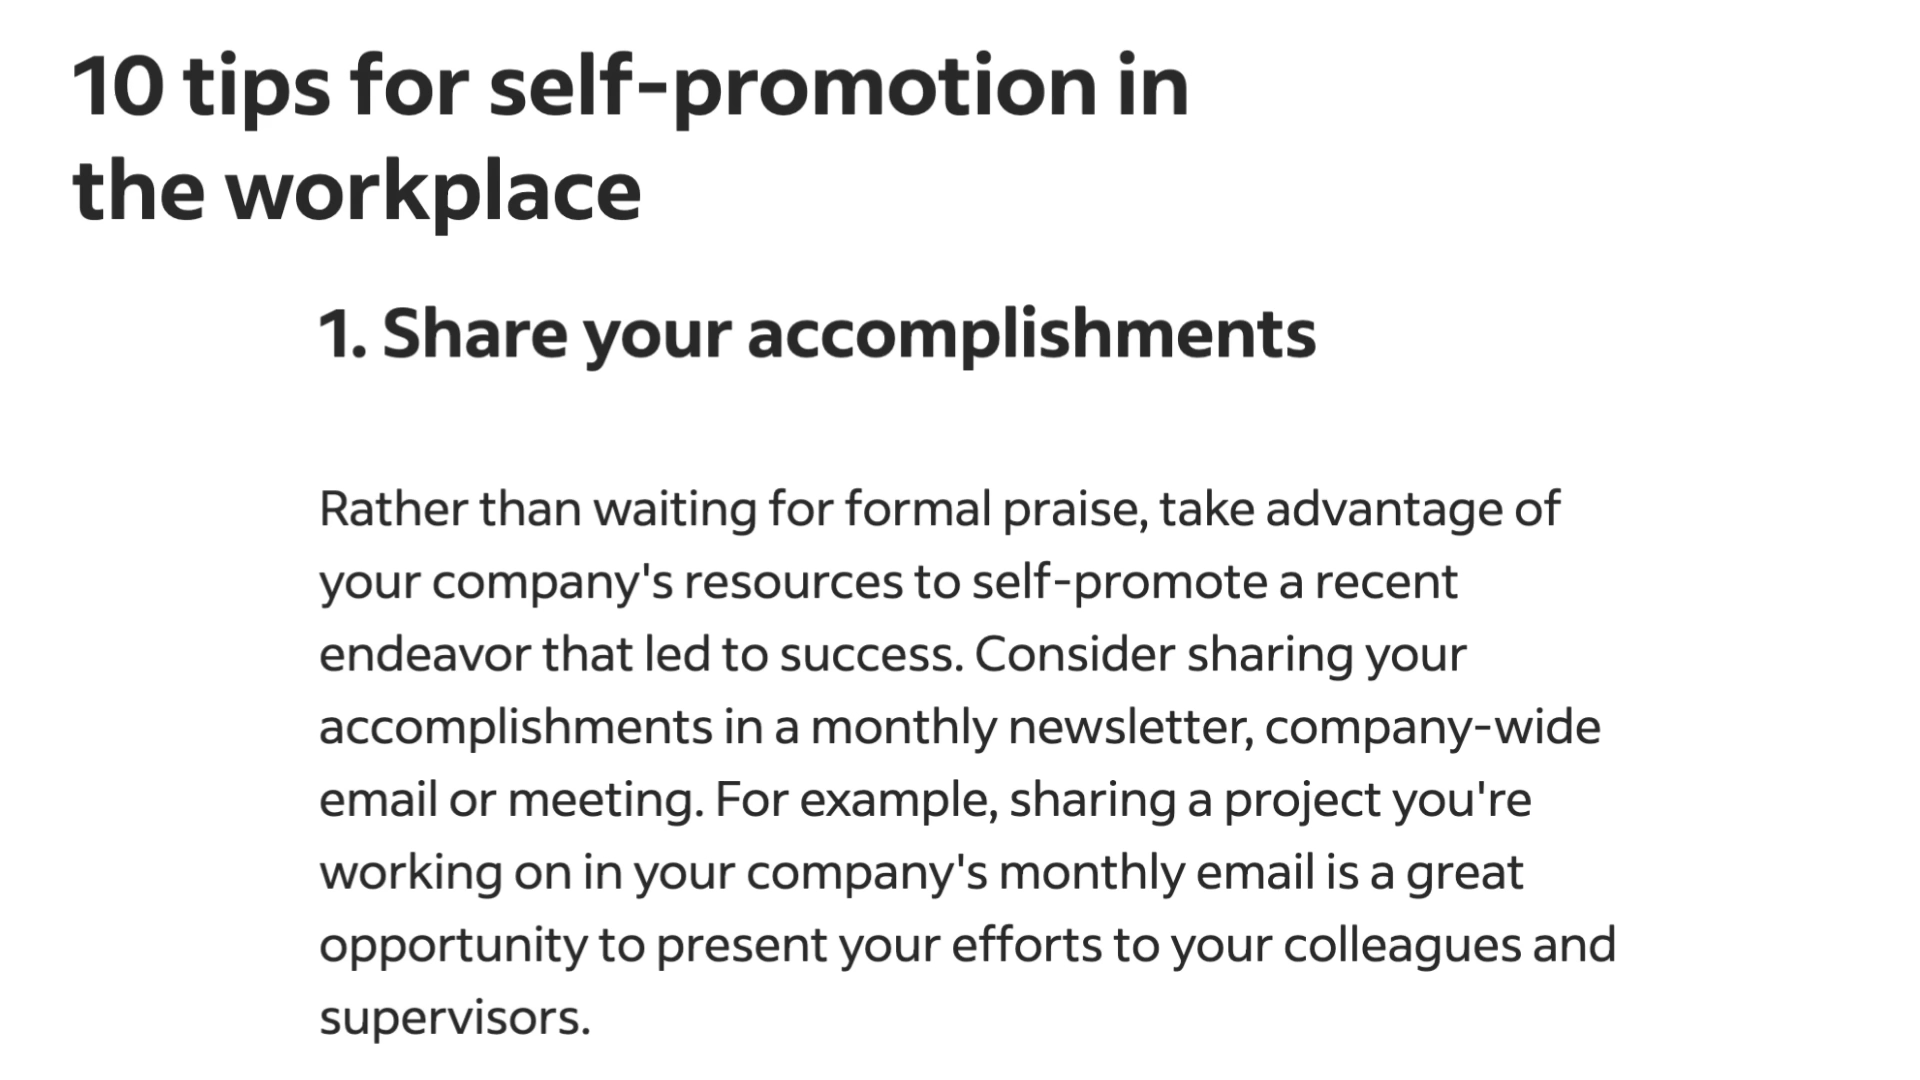 10 tips for self-promotion in
the workplace
1. Share your accomplishments
Rather than waiting for formal praise, take advantage of
your company's resources to self-promote a recent
endeavor that led to success. Consider sharing your
accomplishments in a monthly newsletter, company-wide
email or meeting. For example, sharing a project you're
working on in your company's monthly email is a great
opportunity to present your efforts to your colleagues and
supervisors.